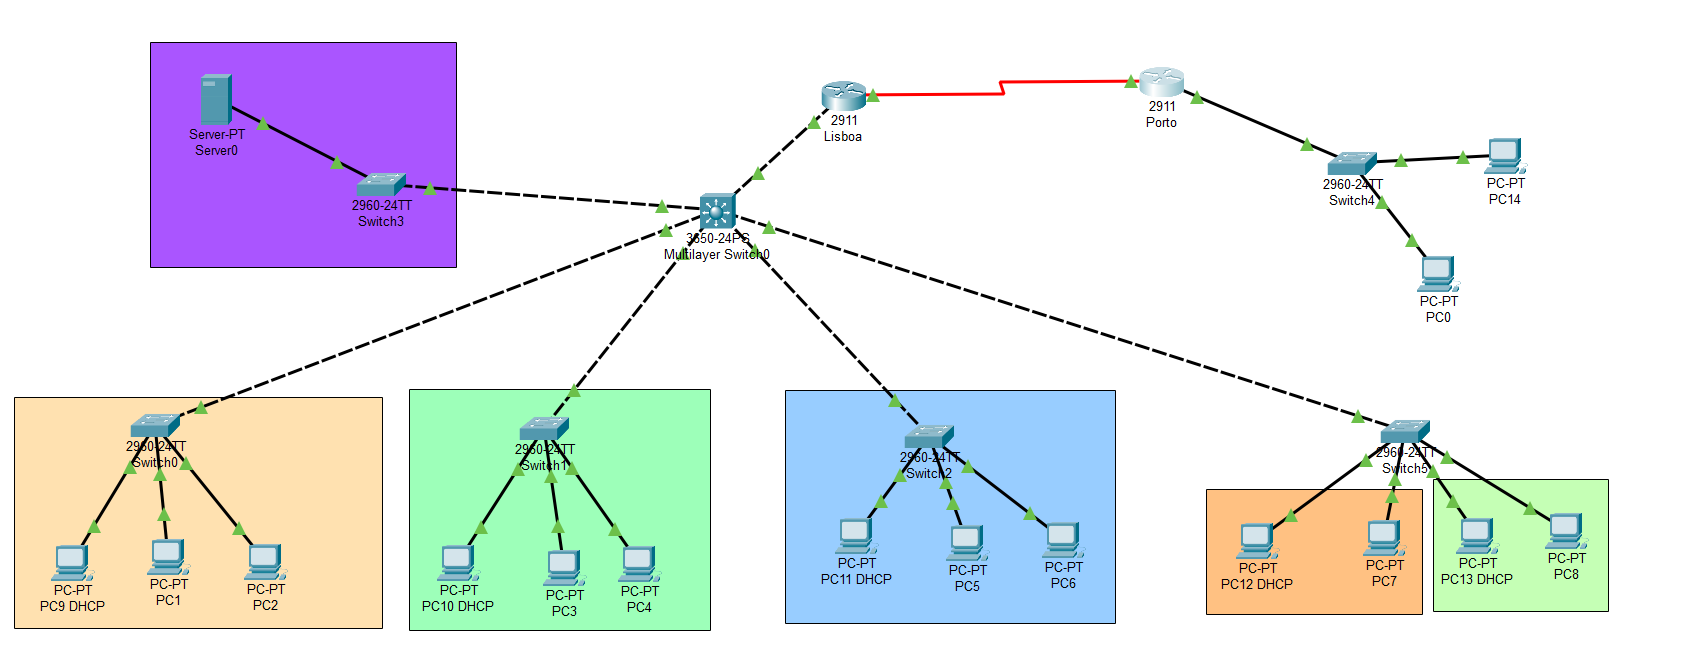 Server-PT
Server0
2960-24TT
Switch3
2911
Lisboa
2911
Porto
2960-24TT
Switch4
PC-PT
PC14
PC-PT
PC0
3650-24PS
Multilayer Switch0
2960-24TT
Switch0
PC-PT
PC9 DHCP
PC-PT
PC1
PC-PT
PC2
2960-24TT
Switch1
PC-PT
PC10 DHCP
PC-PT
PC3
PC-PT
PC4
2960-24TT
Switch2
PC-PT
PC11 DHCP
PC-PT
PC5
PC-PT
PC6
2960-24TT
Switch5
PC-PT
PC12 DHCP
PC-PT
PC7
PC-PT
PC13 DHCP
PC-PT
PC8